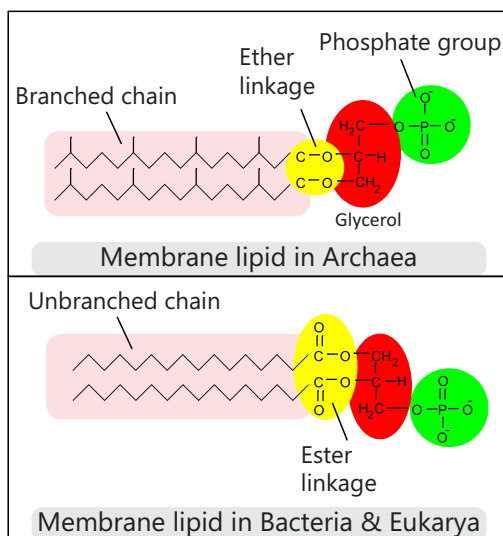 Phosphate group
Ether
linkage
Branched chain
O⁻
H₂C O P O⁻
C O C H O
C O CH₂
Glycerol
Membrane lipid in Archaea
Unbranched chain
O
C O CH₂
C O C H O
O H₂C O P O⁻
O⁻
Ester
linkage
Membrane lipid in Bacteria & Eukarya